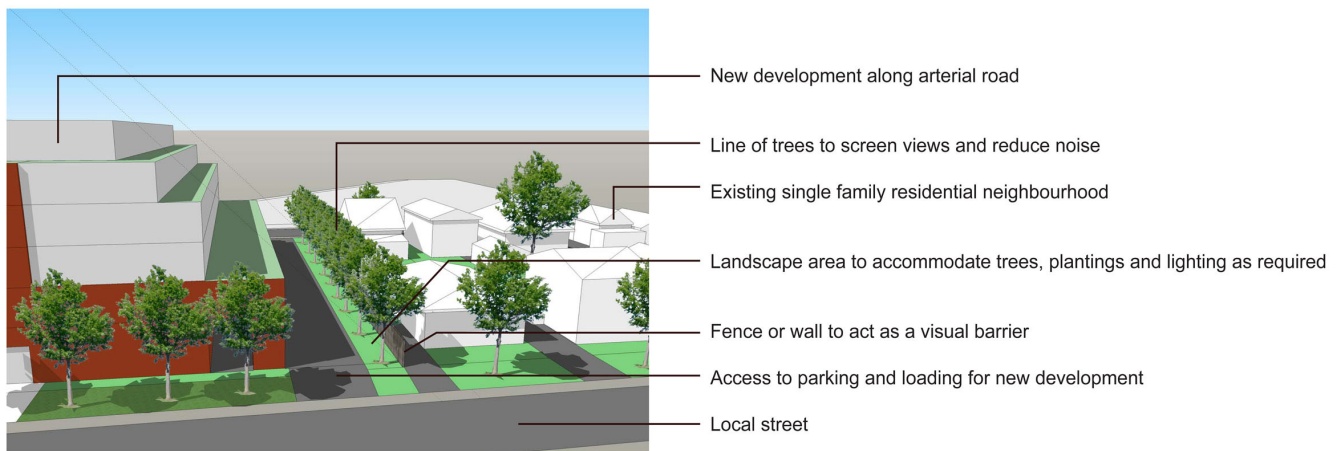 New development along arterial road
Line of trees to screen views and reduce noise
Existing single family residential neighbourhood
Landscape area to accommodate trees, plantings and lighting as required
Fence or wall to act as a visual barrier
Access to parking and loading for new development
Local street